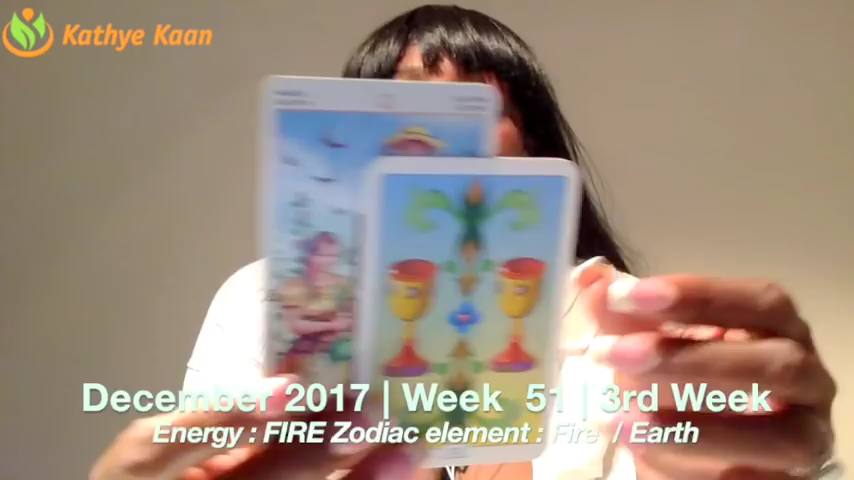 Kathye Kaan
December 2017 | Week 51 | 3rd Week
Energy : FIRE Zodiac element : Fire / Earth